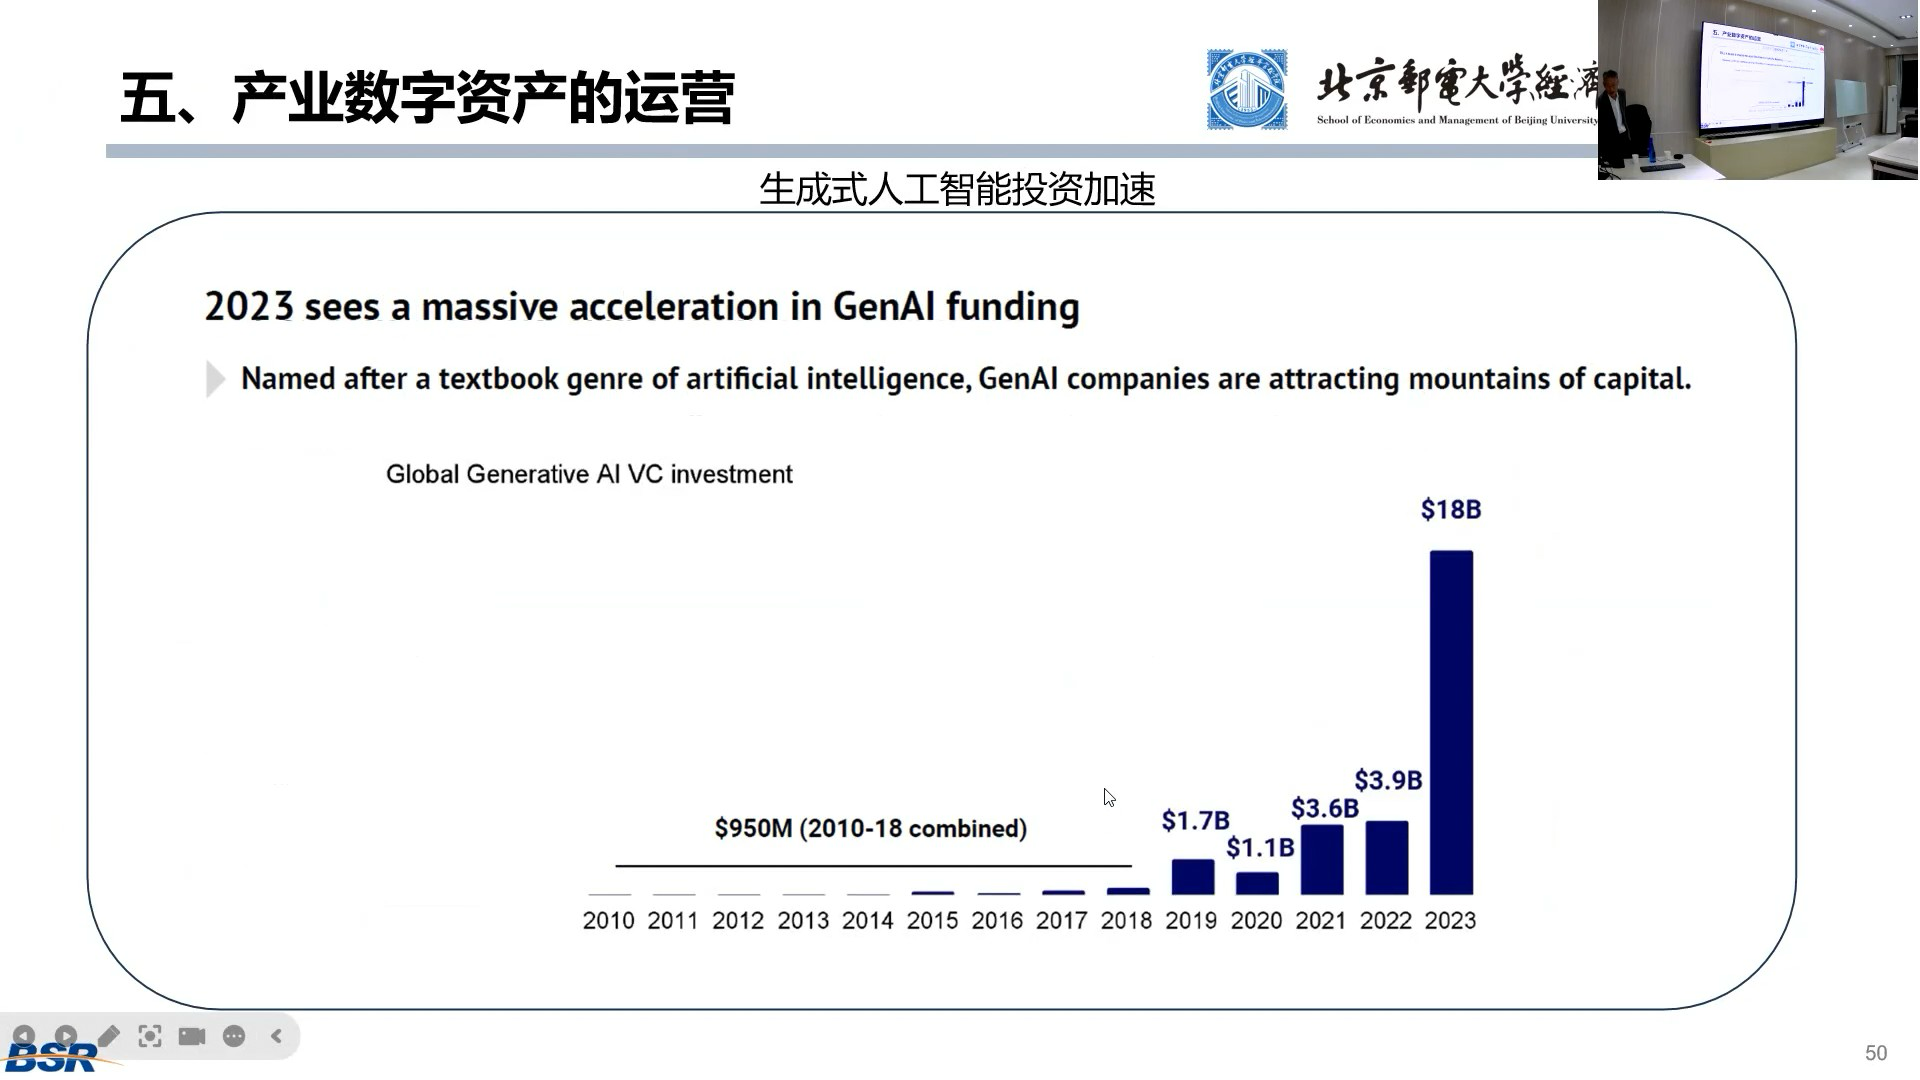 五、产业数字资产的运营
北京郵電大學經濟
School of Economics and Management of Beijing University
生成式人工智能投资加速
2023 sees a massive acceleration in GenAI funding
Named after a textbook genre of artificial intelligence, GenAI companies are attracting mountains of capital.
Global Generative AI VC investment
$18B
$3.9B
$3.6B
$1.7B
$1.1B
$950M (2010-18 combined)
2010 2011 2012 2013 2014 2015 2016 2017 2018 2019 2020 2021 2022 2023
BSR
50